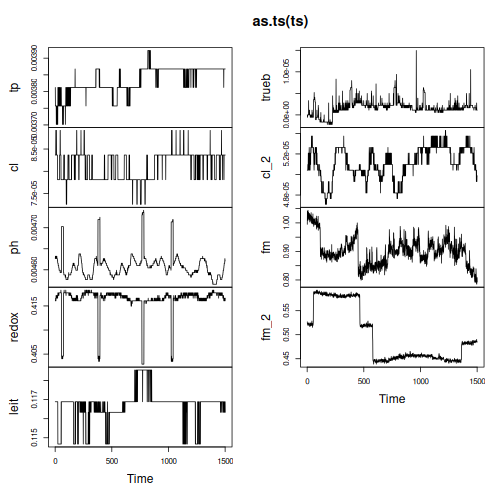 as.ts(ts)
tp
0.00370
0.00380
0.00390
cl
7.5e-05
8.5e-05
ph
0.00460
0.00470
redox
0.405
0.415
leit
0.115
0.117
0
500
1000
1500
Time
trueb
0.0e+00
1.0e-05
cl_2
4.8e-05
5.2e-05
fm
0.80
0.90
1.00
fm_2
0.45
0.50
0.55
0
500
1000
1500
Time